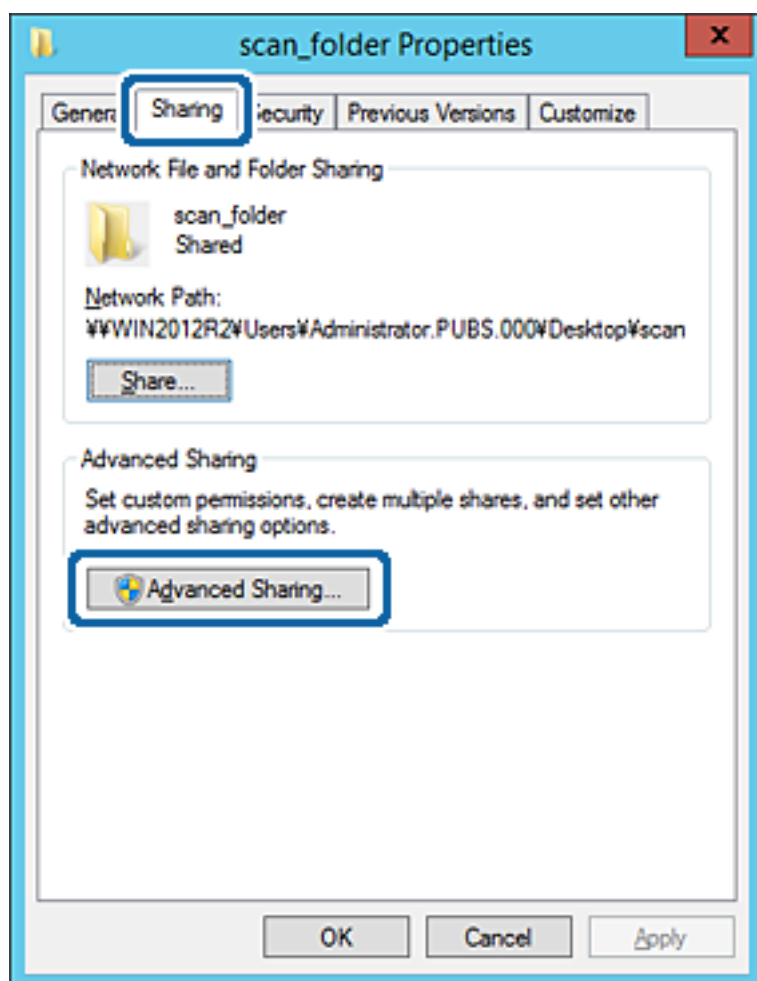 scan_folder Properties
x
Sharing
Previous Versions
Customize
Network File and Folder Sharing
scan_folder
Shared
Network Path:
¥¥WIN2012R2¥Users¥Administrator.PUBS.000¥Desktop¥scan
Share...
Advanced Sharing
Set custom permissions, create multiple shares, and set other
advanced sharing options.
Advanced Sharing...
OK
Cancel
Apply